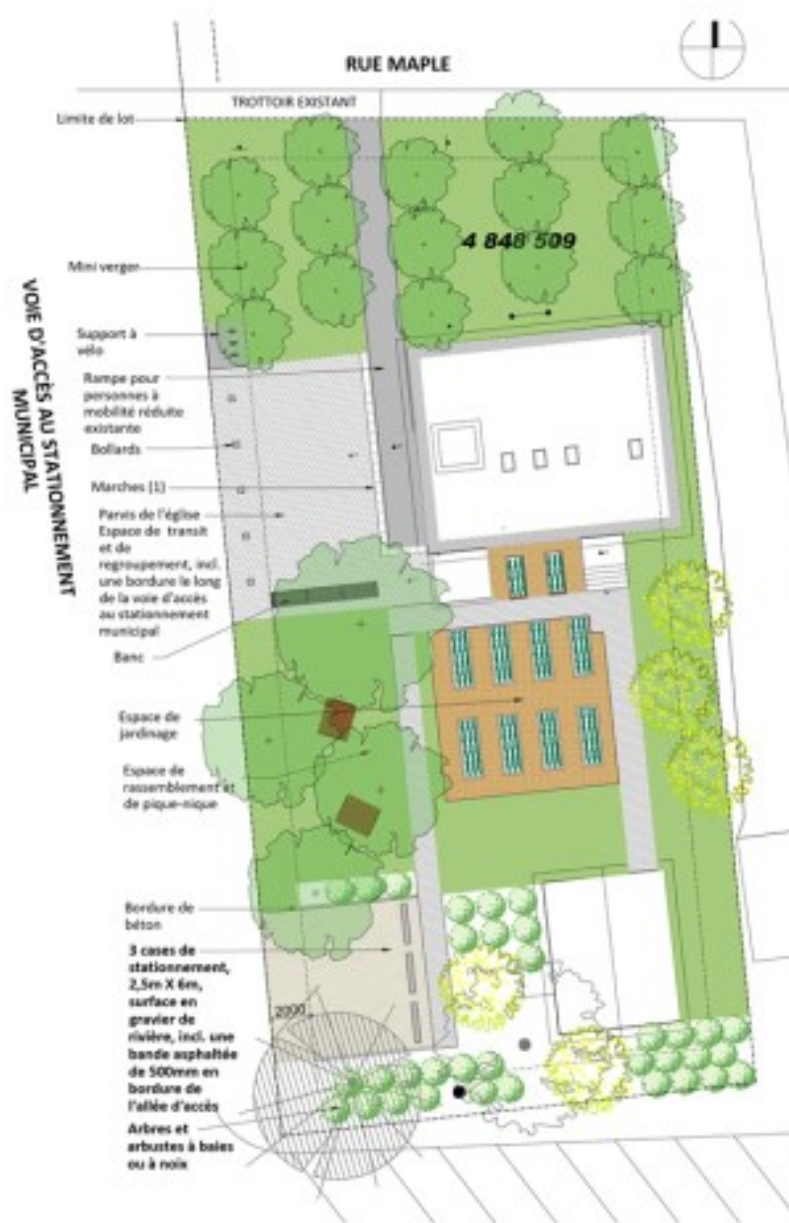 RUE MAPLE
TROTTOIR EXISTANT
Limite de lot
4 848 509
Mini verger
VOIE D'ACCÈS AU STATIONNEMENT
MUNICIPAL
Support à
vélo
Rampe pour
personnes à
mobilité réduite
existante
Bollards
Marches (1)
Parvis de l'église
Espace de transit
et de
regroupement, incl.
une bordure le long
de la voie d'accès
au stationnement
municipal
Banc
Espace de
jardinage
Espace de
rassemblement et
de pique-nique
Bordure de
béton
3 cases de
stationnement,
2,5m X 6m,
surface en
gravier de
rivière, incl. une
bande asphaltée
de 500mm en
bordure de
l'allée d'accès
2000
Arbres et
arbustes à baies
ou à noix